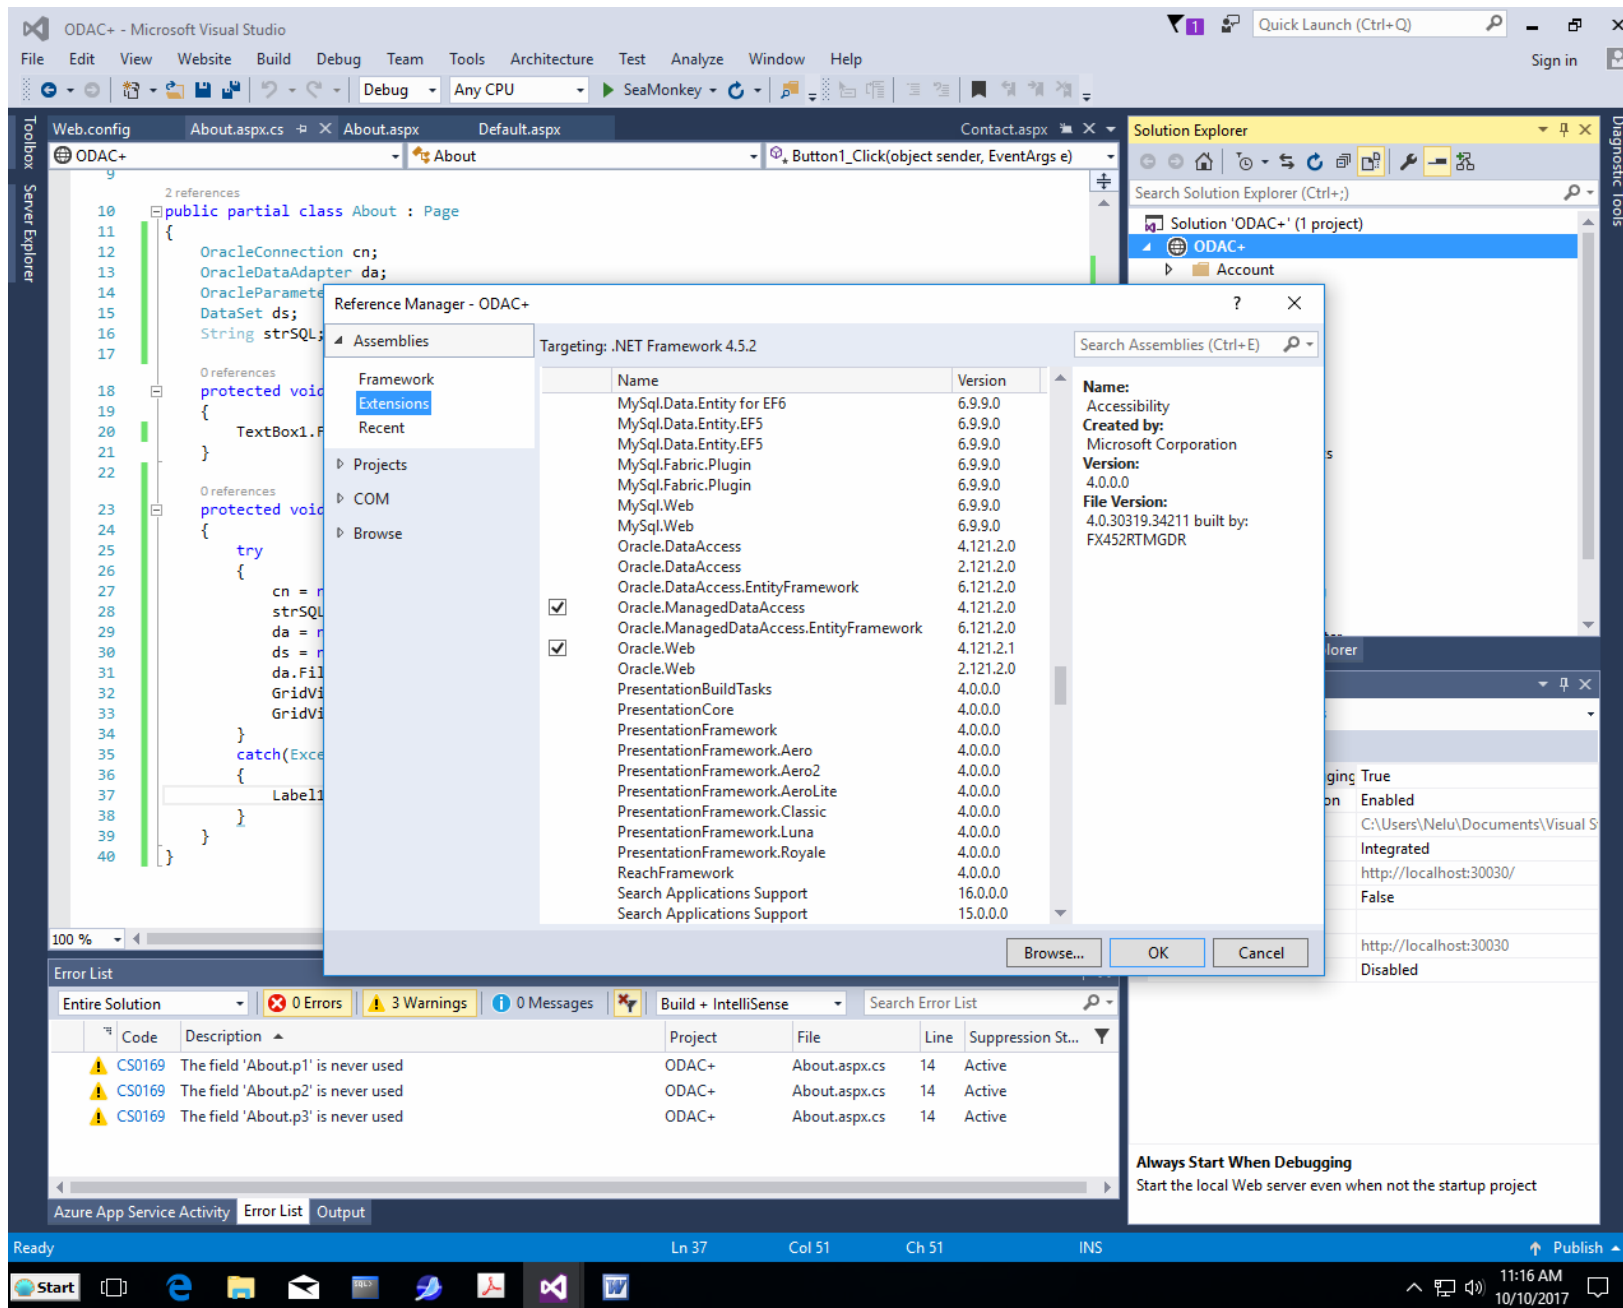 ODAC+ - Microsoft Visual Studio
1
Quick Launch (Ctrl+Q)
File Edit View Website Build Debug Team Tools Architecture Test Analyze Window Help
Sign in
Debug Any CPU SeaMonkey
Toolbox
Server Explorer
Web.config About.aspx.cs About.aspx Default.aspx Contact.aspx
ODAC+ About Button1_Click(object sender, EventArgs e)
9
2 references
10 public partial class About : Page
11 {
12 OracleConnection cn;
13 OracleDataAdapter da;
14 OracleParamete
15 DataSet ds;
16 String strSQL;
17
0 references
18 protected void
19 {
20 TextBox1.F
21 }
22
0 references
23 protected void
24 {
25 try
26 {
27 cn = n
28 strSQL
29 da = n
30 ds = n
31 da.Fil
32 GridVi
33 GridVi
34 }
35 catch(Exce
36 {
37 Label1
38 }
39 }
40 }
100 %
Reference Manager - ODAC+
?
Assemblies
Framework
Extensions
Recent
Projects
COM
Browse
Targeting: .NET Framework 4.5.2
Search Assemblies (Ctrl+E)
Name Version
MySql.Data.Entity for EF6 6.9.9.0
MySql.Data.Entity.EF5 6.9.9.0
MySql.Data.Entity.EF5 6.9.9.0
MySql.Fabric.Plugin 6.9.9.0
MySql.Fabric.Plugin 6.9.9.0
MySql.Web 6.9.9.0
MySql.Web 6.9.9.0
Oracle.DataAccess 4.121.2.0
Oracle.DataAccess 2.121.2.0
Oracle.DataAccess.EntityFramework 6.121.2.0
Oracle.ManagedDataAccess 4.121.2.0
Oracle.ManagedDataAccess.EntityFramework 6.121.2.0
Oracle.Web 4.121.2.1
Oracle.Web 2.121.2.0
PresentationBuildTasks 4.0.0.0
PresentationCore 4.0.0.0
PresentationFramework 4.0.0.0
PresentationFramework.Aero 4.0.0.0
PresentationFramework.Aero2 4.0.0.0
PresentationFramework.AeroLite 4.0.0.0
PresentationFramework.Classic 4.0.0.0
PresentationFramework.Luna 4.0.0.0
PresentationFramework.Royale 4.0.0.0
ReachFramework 4.0.0.0
Search Applications Support 16.0.0.0
Search Applications Support 15.0.0.0
Name:
Accessibility
Created by:
Microsoft Corporation
Version:
4.0.0.0
File Version:
4.0.30319.34211 built by:
FX452RTMGDR
Browse... OK Cancel
Solution Explorer
Search Solution Explorer (Ctrl+;)
Solution 'ODAC+' (1 project)
ODAC+
Account
s
lorer
Diagnostic Tools
ging True
on Enabled
C:\Users\Nelu\Documents\Visual S
Integrated
http://localhost:30030/
False
http://localhost:30030
Disabled
Always Start When Debugging
Start the local Web server even when not the startup project
Error List
Entire Solution 0 Errors 3 Warnings 0 Messages Build + IntelliSense Search Error List
Code Description Project File Line Suppression St...
CS0169 The field 'About.p1' is never used ODAC+ About.aspx.cs 14 Active
CS0169 The field 'About.p2' is never used ODAC+ About.aspx.cs 14 Active
CS0169 The field 'About.p3' is never used ODAC+ About.aspx.cs 14 Active
Azure App Service Activity Error List Output
Ready Ln 37 Col 51 Ch 51 INS Publish
Start
11:16 AM
10/10/2017